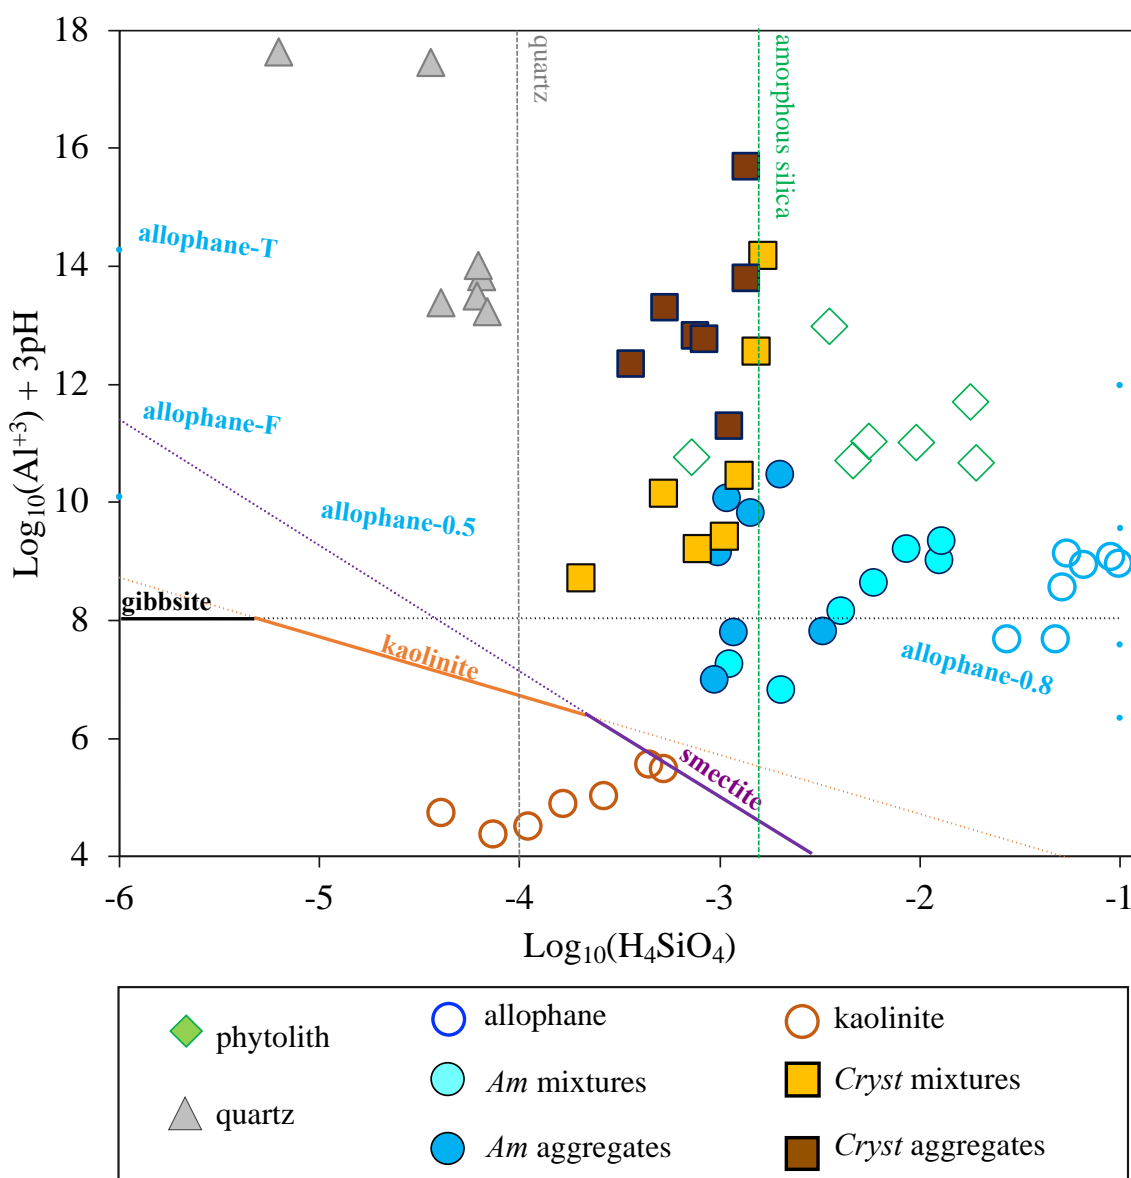 18
quartz
amorphous silica
16
allophane-T
14
Log10(Al+3) + 3pH
12
allophane-F
10
allophane-0.5
gibbsite
8
kaolinite
allophane-0.8
6
smectite
4
-6 -5 -4 -3 -2 -1
Log10(H4SiO4)
phytolith allophane kaolinite
Am mixtures Cryst mixtures
quartz
Am aggregates Cryst aggregates